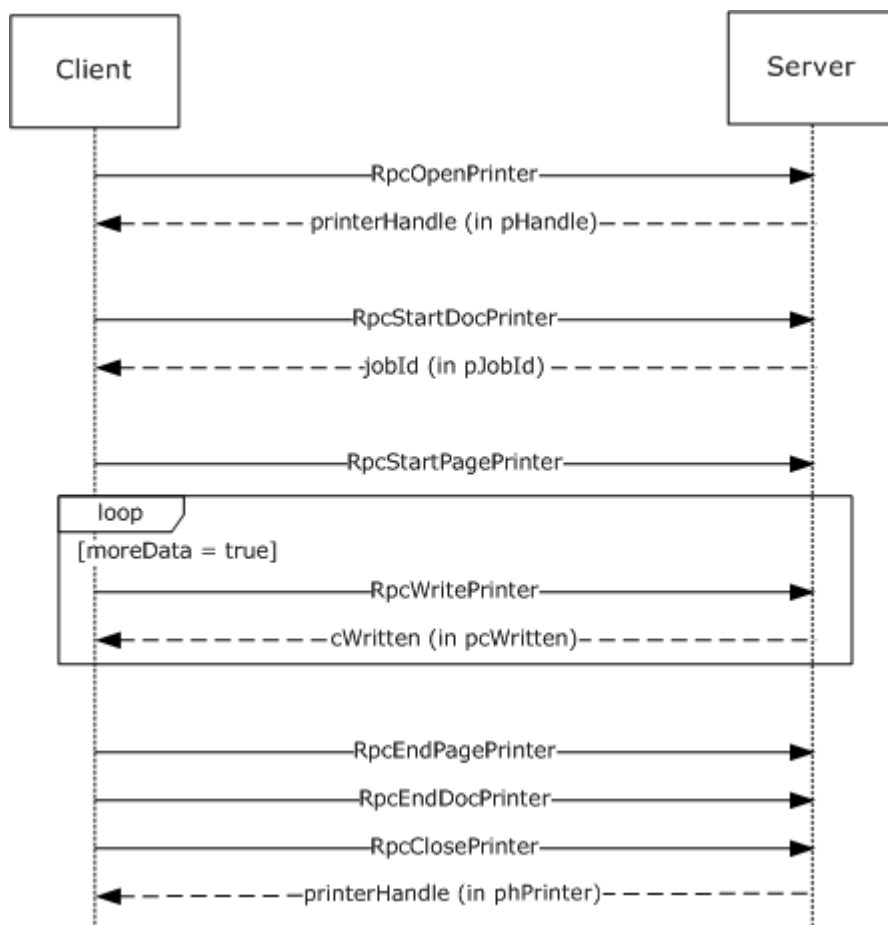 Client
Server
RpcOpenPrinter
printerHandle (in pHandle)
RpcStartDocPrinter
jobId (in pJobId)
RpcStartPagePrinter
loop
[moreData = true]
RpcWritePrinter
cWritten (in pcWritten)
RpcEndPagePrinter
RpcEndDocPrinter
RpcClosePrinter
printerHandle (in phPrinter)